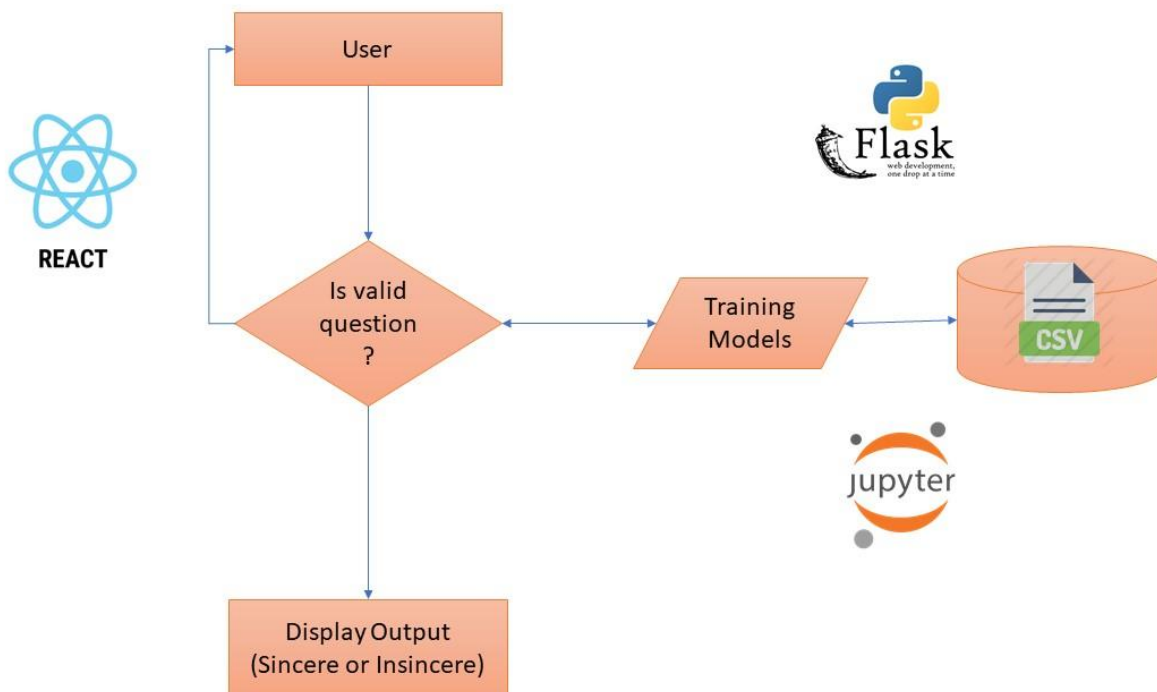 User
REACT
Flask
web development,
one drop at a time
Is valid
question
?
Training
Models
CSV
jupyter
Display Output
(Sincere or Insincere)